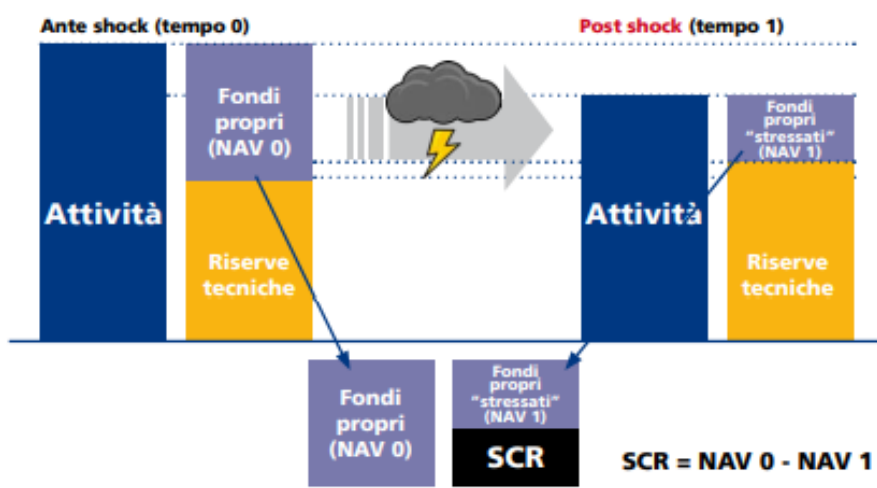 Ante shock (tempo 0)
Post shock (tempo 1)
Attività
Fondi
propri
(NAV 0)
Riserve
tecniche
Attività
Fondi
propri
"stressati"
(NAV 1)
Riserve
tecniche
Fondi
propri
(NAV 0)
Fondi
propri
"stressati"
(NAV 1)
SCR
SCR = NAV 0 - NAV 1